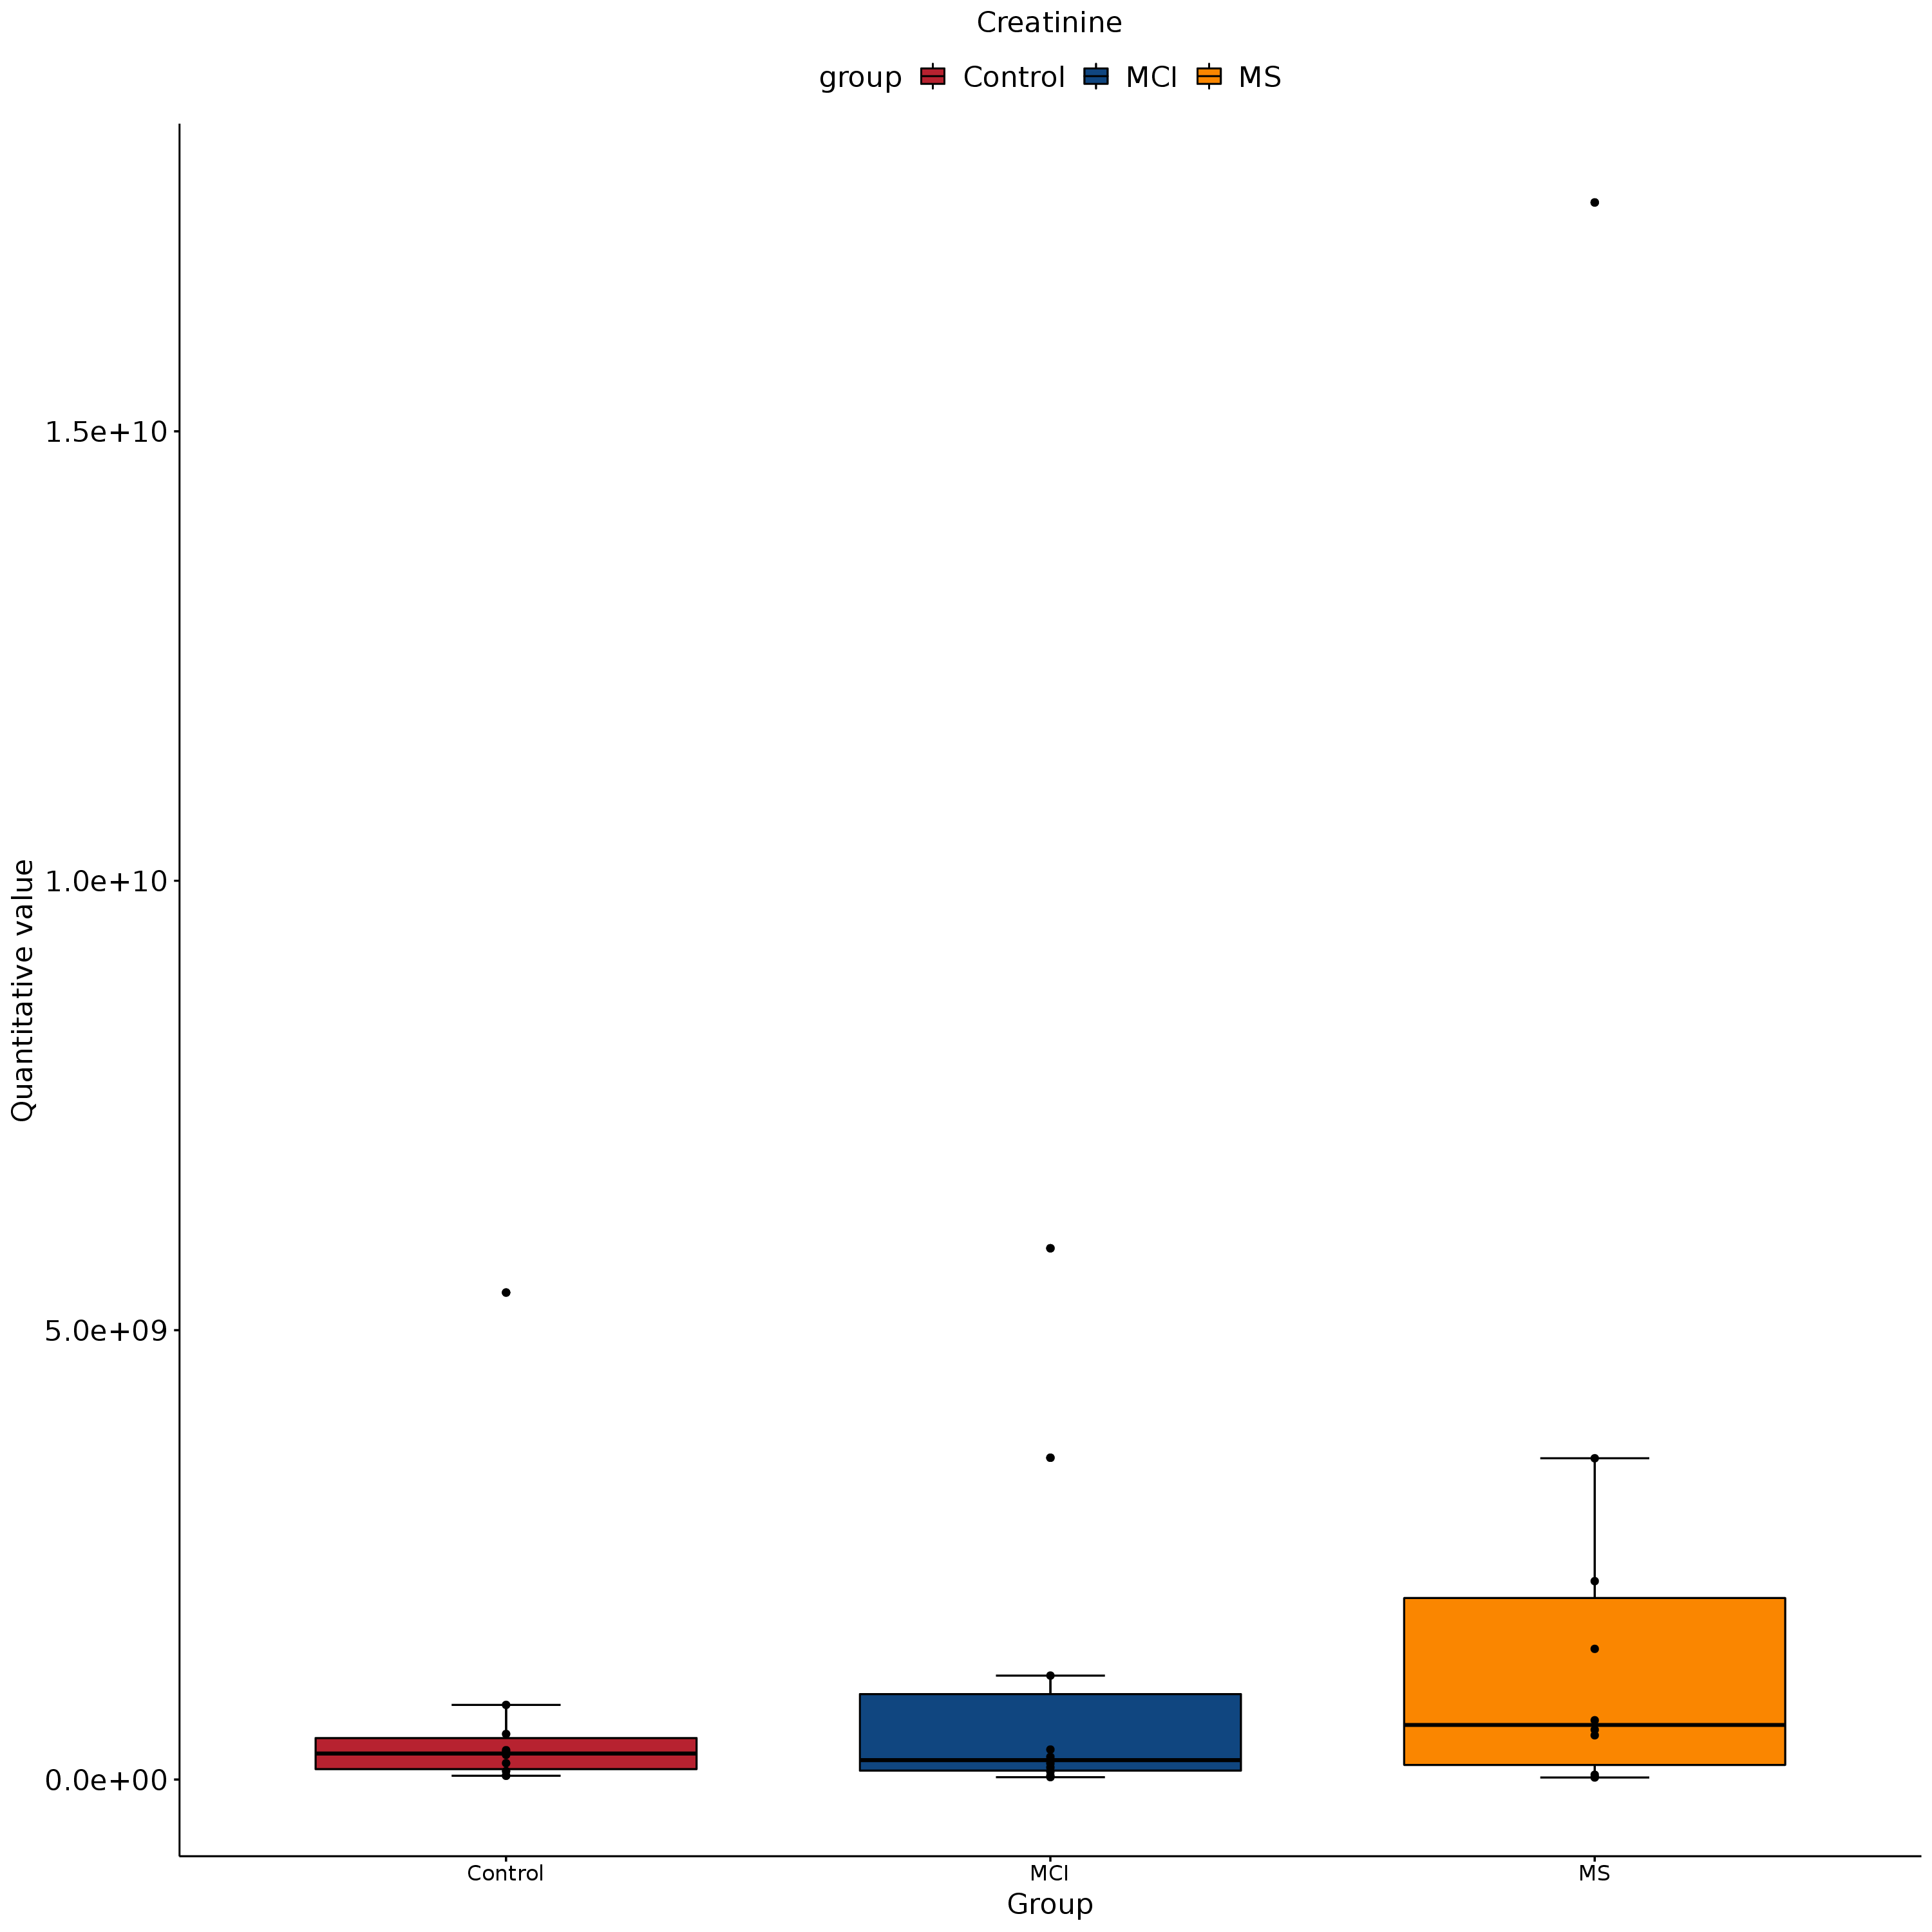 Creatinine
group Control MCI MS
Quantitative value
1.5e+10
1.0e+10
5.0e+09
0.0e+00
Control MCI MS
Group